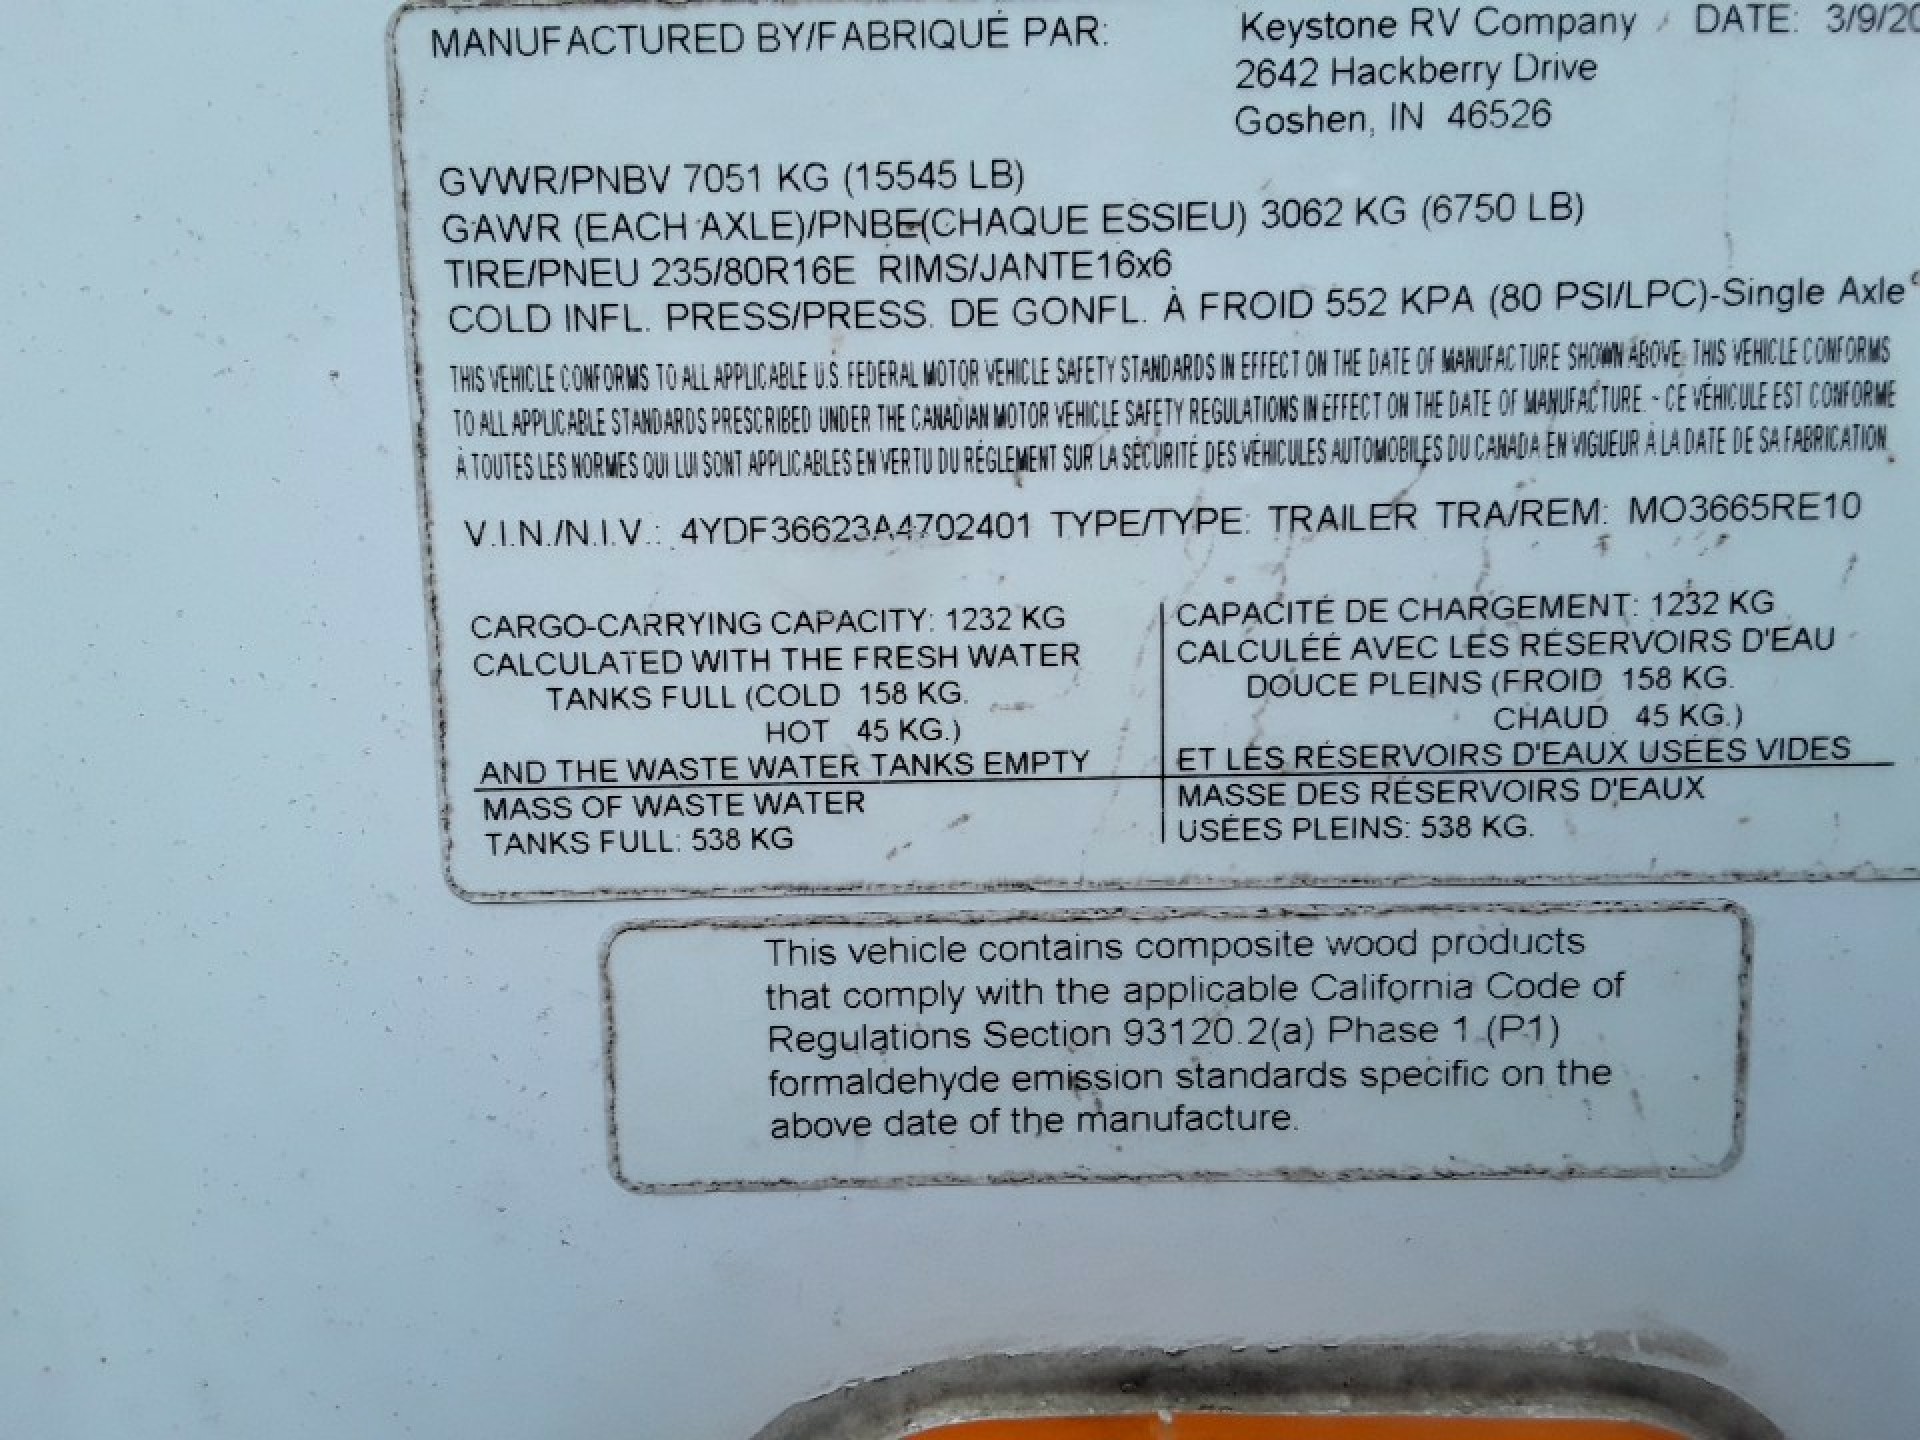 MANUFACTURED BY/FABRIQUÉ PAR: Keystone RV Company / DATE: 3/9/20
2642 Hackberry Drive
Goshen, IN 46526
GVWR/PNBV 7051 KG (15545 LB)
GAWR (EACH AXLE)/PNBE(CHAQUE ESSIEU) 3062 KG (6750 LB)
TIRE/PNEU 235/80R16E RIMS/JANTE16x6
COLD INFL. PRESS/PRESS. DE GONFL. À FROID 552 KPA (80 PSI/LPC)-Single Axle
THIS VEHICLE CONFORMS TO ALL APPLICABLE U.S. FEDERAL MOTOR VEHICLE SAFETY STANDARDS IN EFFECT ON THE DATE OF MANUFACTURE SHOWN ABOVE. THIS VEHICLE CONFORMS
TO ALL APPLICABLE STANDARDS PRESCRIBED UNDER THE CANADIAN MOTOR VEHICLE SAFETY REGULATIONS IN EFFECT ON THE DATE OF MANUFACTURE. - CE VÉHICULE EST CONFORME
À TOUTES LES NORMES QUI LUI SONT APPLICABLES EN VERTU DU RÉGLEMENT SUR LA SÉCURITÉ DES VÉHICULES AUTOMOBILES DU CANADA EN VIGUEUR À LA DATE DE SA FABRICATION.
V.I.N./N.I.V.: 4YDF36623A4702401 TYPE/TYPE: TRAILER TRA/REM: MO3665RE10
CARGO-CARRYING CAPACITY: 1232 KG
CALCULATED WITH THE FRESH WATER
TANKS FULL (COLD 158 KG.
HOT 45 KG.)
AND THE WASTE WATER TANKS EMPTY
MASS OF WASTE WATER
TANKS FULL: 538 KG
CAPACITÉ DE CHARGEMENT: 1232 KG
CALCULÉÉ AVEC LES RÉSERVOIRS D'EAU
DOUCE PLEINS (FROID 158 KG.
CHAUD 45 KG.)
ET LES RÉSERVOIRS D'EAUX USÉES VIDES
MASSE DES RÉSERVOIRS D'EAUX
USÉES PLEINS: 538 KG.
This vehicle contains composite wood products
that comply with the applicable California Code of
Regulations Section 93120.2(a) Phase 1 (P1)
formaldehyde emission standards specific on the
above date of the manufacture.